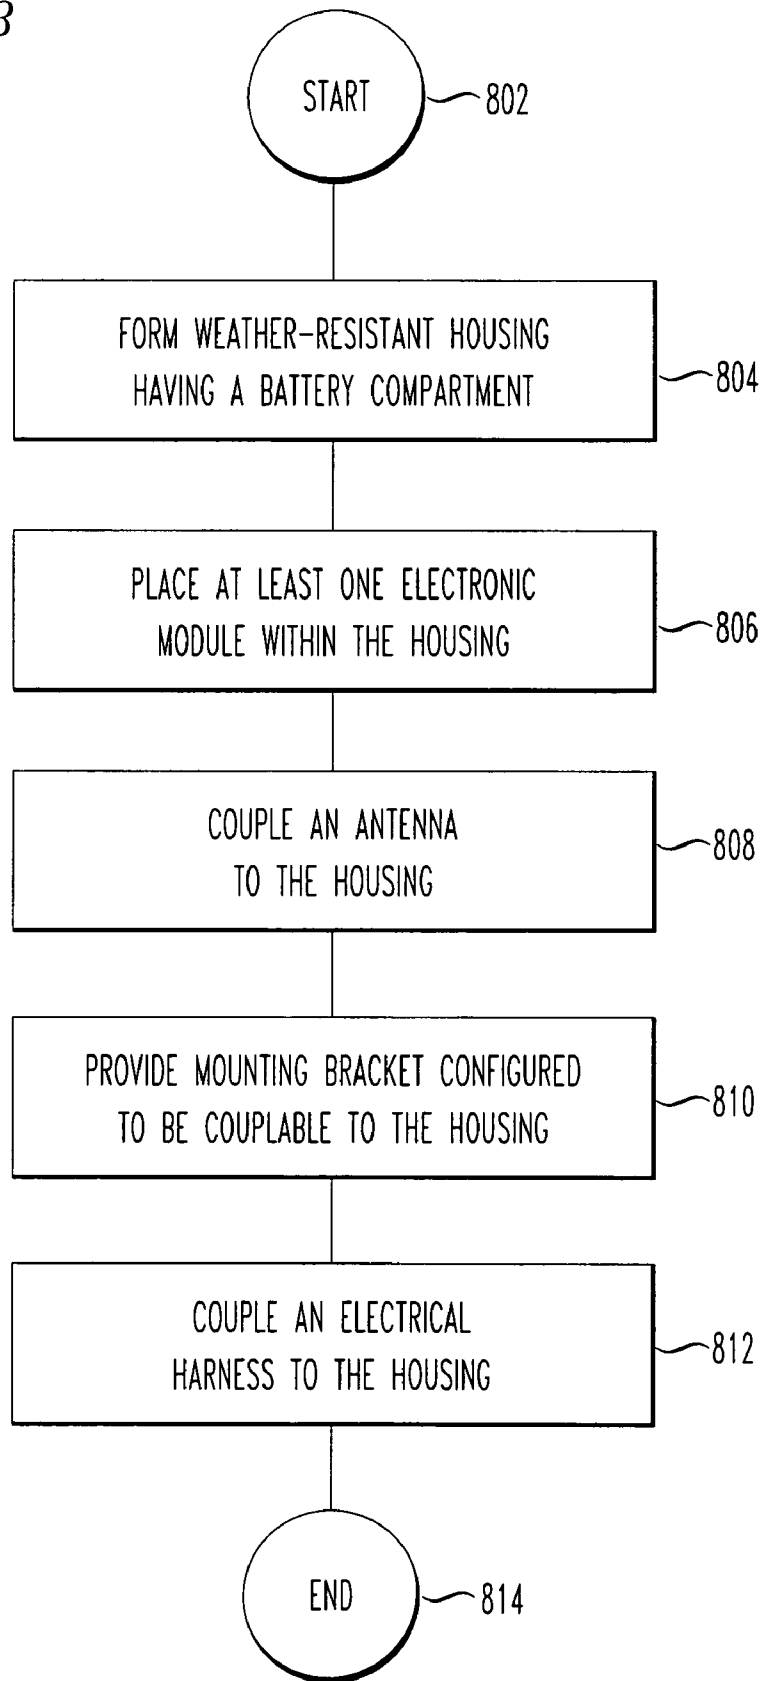 8
START
802
FORM WEATHER-RESISTANT HOUSING
HAVING A BATTERY COMPARTMENT
804
PLACE AT LEAST ONE ELECTRONIC
MODULE WITHIN THE HOUSING
806
COUPLE AN ANTENNA
TO THE HOUSING
808
PROVIDE MOUNTING BRACKET CONFIGURED
TO BE COUPLABLE TO THE HOUSING
810
COUPLE AN ELECTRICAL
HARNESS TO THE HOUSING
812
END
814